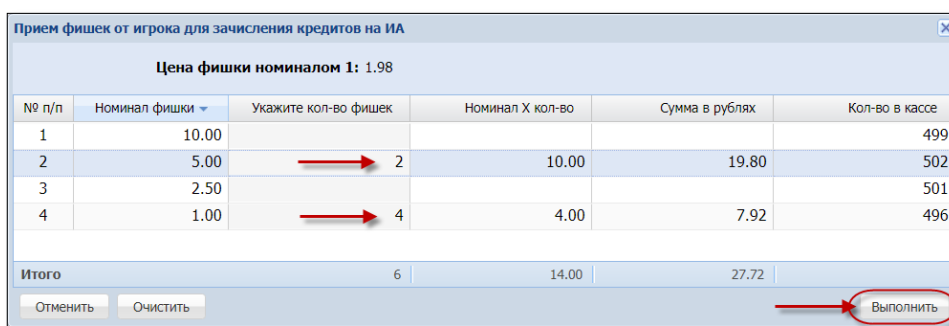 Прием фишек от игрока для зачисления кредитов на ИА
Цена фишки номиналом 1: 1.98
№ п/п Номинал фишки Укажите кол-во фишек Номинал X кол-во Сумма в рублях Кол-во в кассе
1 10.00 499
2 5.00 2 10.00 19.80 502
3 2.50 501
4 1.00 4 4.00 7.92 496
Итого 6 14.00 27.72
Отменить Очистить Выполнить